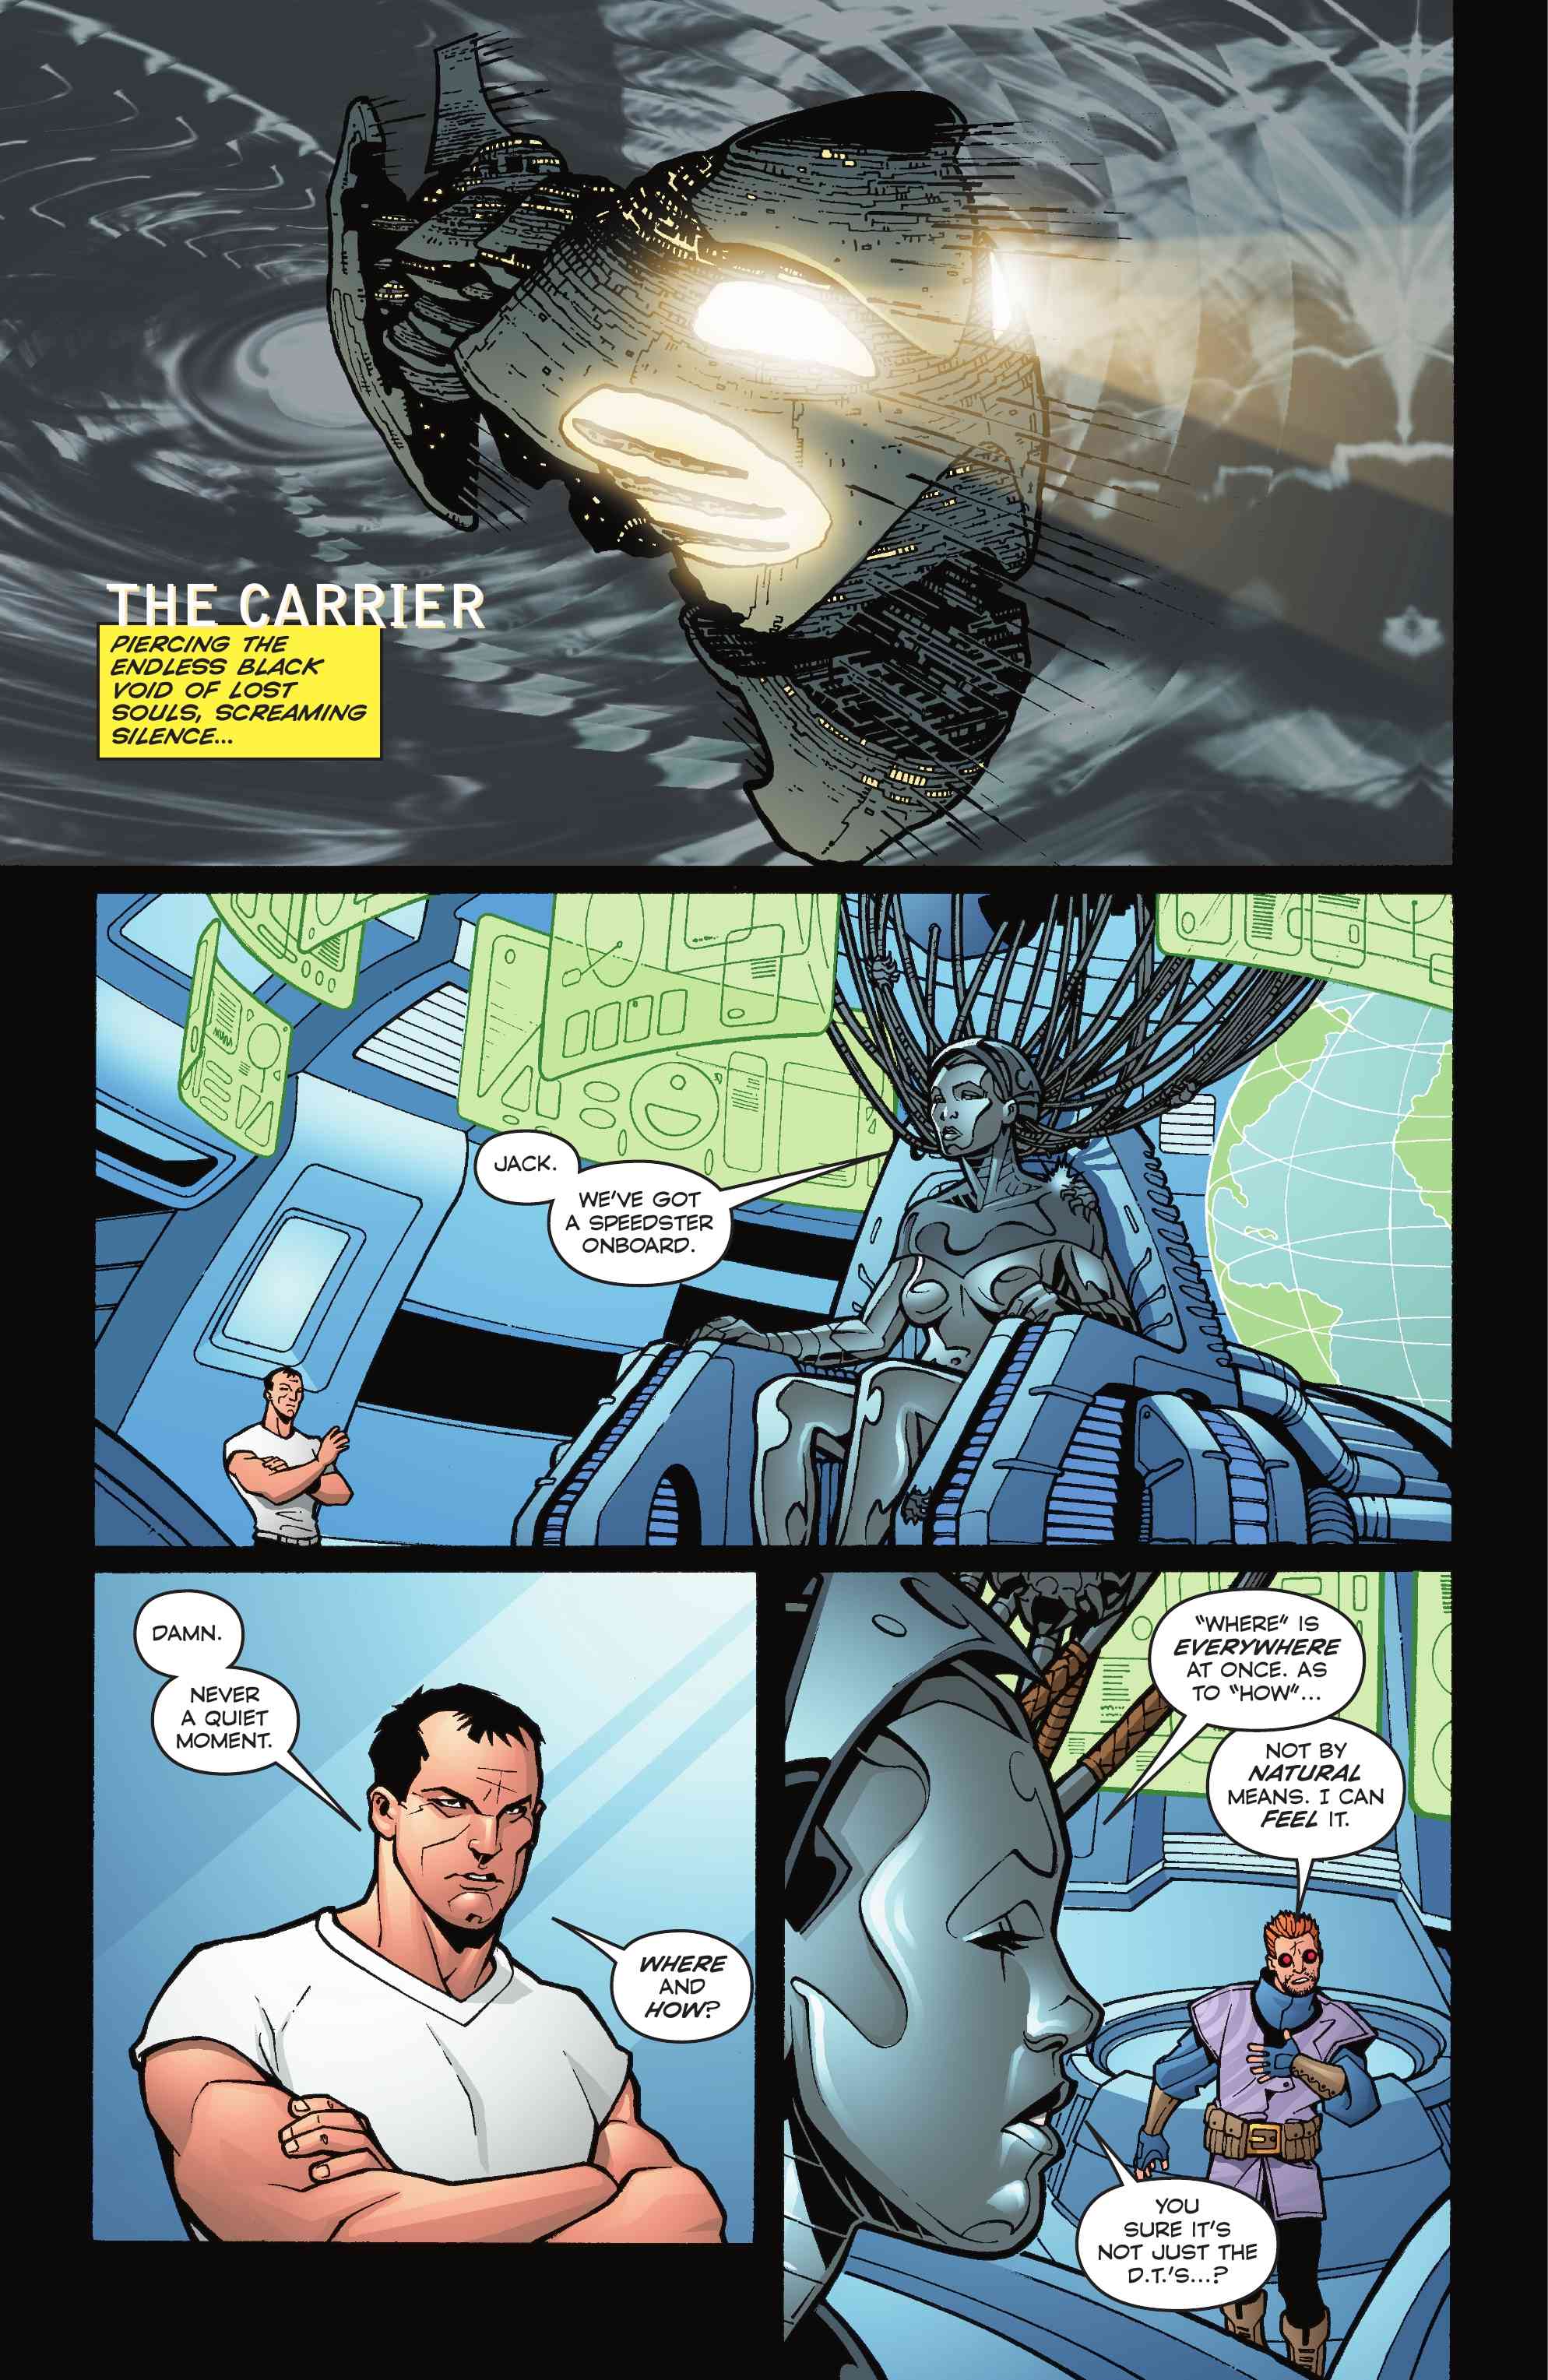 THE CARRIER
PIERCING THE
ENDLESS BLACK
VOID OF LOST
SOULS, SCREAMING
SILENCE...
JACK.
WE'VE GOT
A SPEEDSTER
ONBOARD.
DAMN.
NEVER
A QUIET
MOMENT.
WHERE
AND
HOW?
"WHERE" IS
EVERYWHERE
AT ONCE. AS
TO "HOW"...
NOT BY
NATURAL
MEANS. I CAN
FEEL IT.
YOU
SURE IT'S
NOT JUST THE
D.T.'S...?